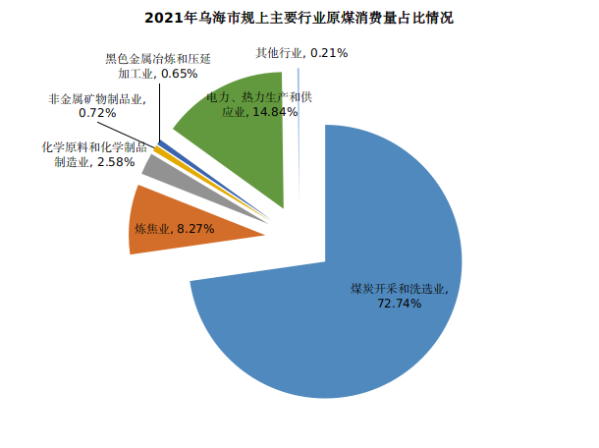 2021年乌海市规上主要行业原煤消费量占比情况
其他行业, 0.21%
黑色金属冶炼和压延
加工业, 0.65%
电力、热力生产和供
应业, 14.84%
非金属矿物制品业,
0.72%
化学原料和化学制品
制造业, 2.58%
炼焦业, 8.27%
煤炭开采和洗选业,
72.74%